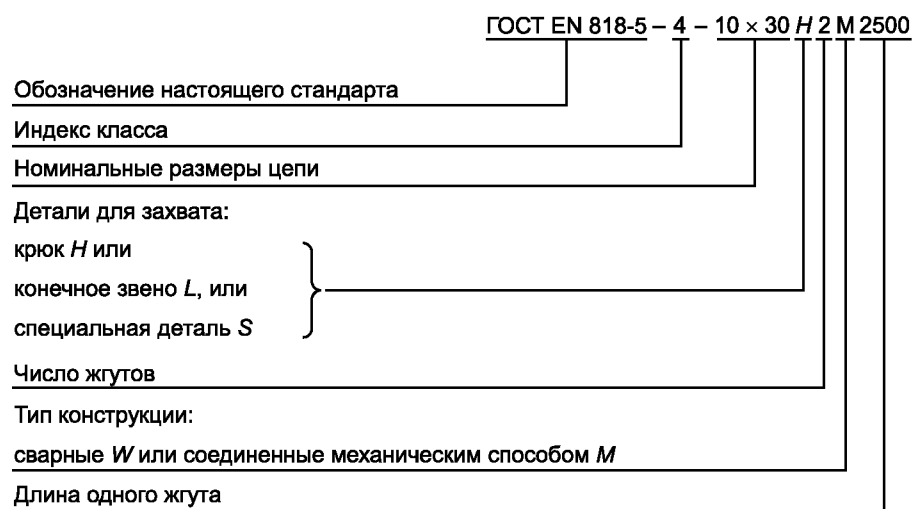 ГОСТ EN 818-5 – 4 – 10 × 30 H 2 M 2500
Обозначение настоящего стандарта
Индекс класса
Номинальные размеры цепи
Детали для захвата:
крюк H или
конечное звено L, или
специальная деталь S
Число жгутов
Тип конструкции:
сварные W или соединенные механическим способом M
Длина одного жгута